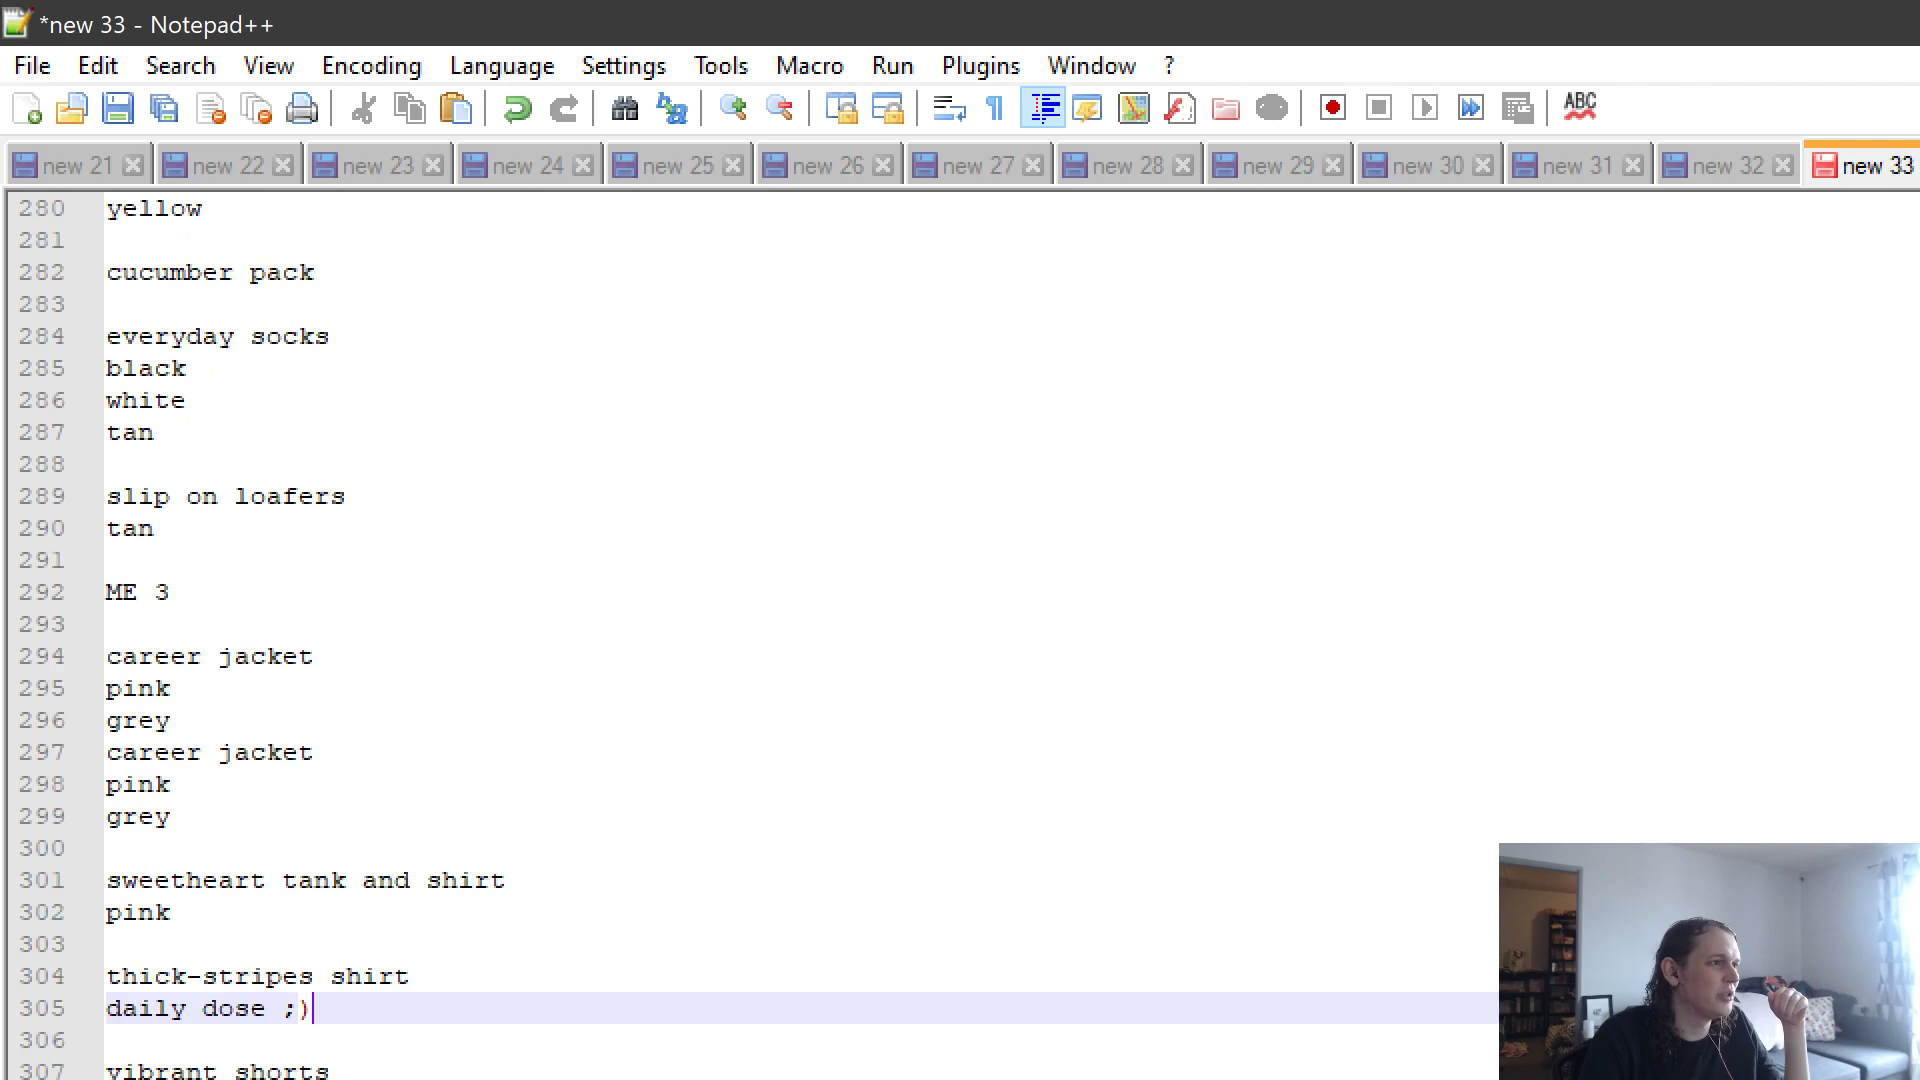 *new 33 - Notepad++
File Edit Search View Encoding Language Settings Tools Macro Run Plugins Window ?
ABC
new 21 new 22 new 23 new 24 new 25 new 26 new 27 new 28 new 29 new 30 new 31 new 32 new 33
280 yellow
281
282 cucumber pack
283
284 everyday socks
285 black
286 white
287 tan
288
289 slip on loafers
290 tan
291
292 ME 3
293
294 career jacket
295 pink
296 grey
297 career jacket
298 pink
299 grey
300
301 sweetheart tank and shirt
302 pink
303
304 thick-stripes shirt
305 daily dose ;)
306
307 vibrant shorts